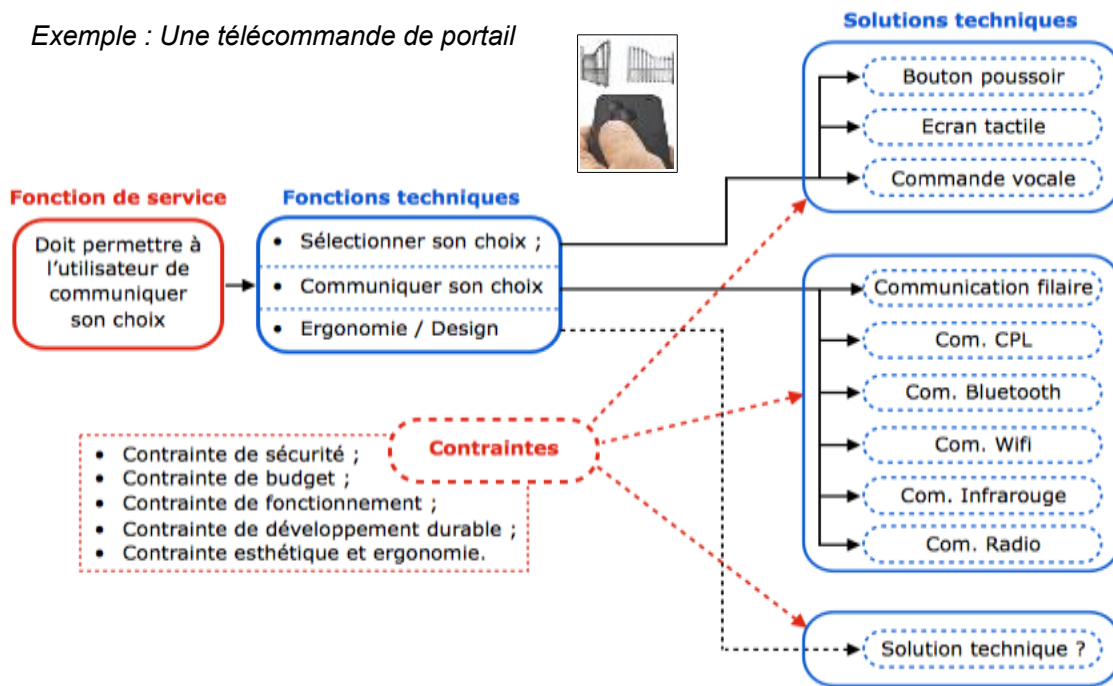 Exemple : Une télécommande de portail
Solutions techniques
Bouton poussoir
Ecran tactile
Commande vocale
Fonction de service
Doit permettre à
l'utilisateur de
communiquer
son choix
Fonctions techniques
• Sélectionner son choix ;
• Communiquer son choix
• Ergonomie / Design
Communication filaire
Com. CPL
Com. Bluetooth
Com. Wifi
Com. Infrarouge
Com. Radio
Contraintes
• Contrainte de sécurité ;
• Contrainte de budget ;
• Contrainte de fonctionnement ;
• Contrainte de développement durable ;
• Contrainte esthétique et ergonomie.
Solution technique ?